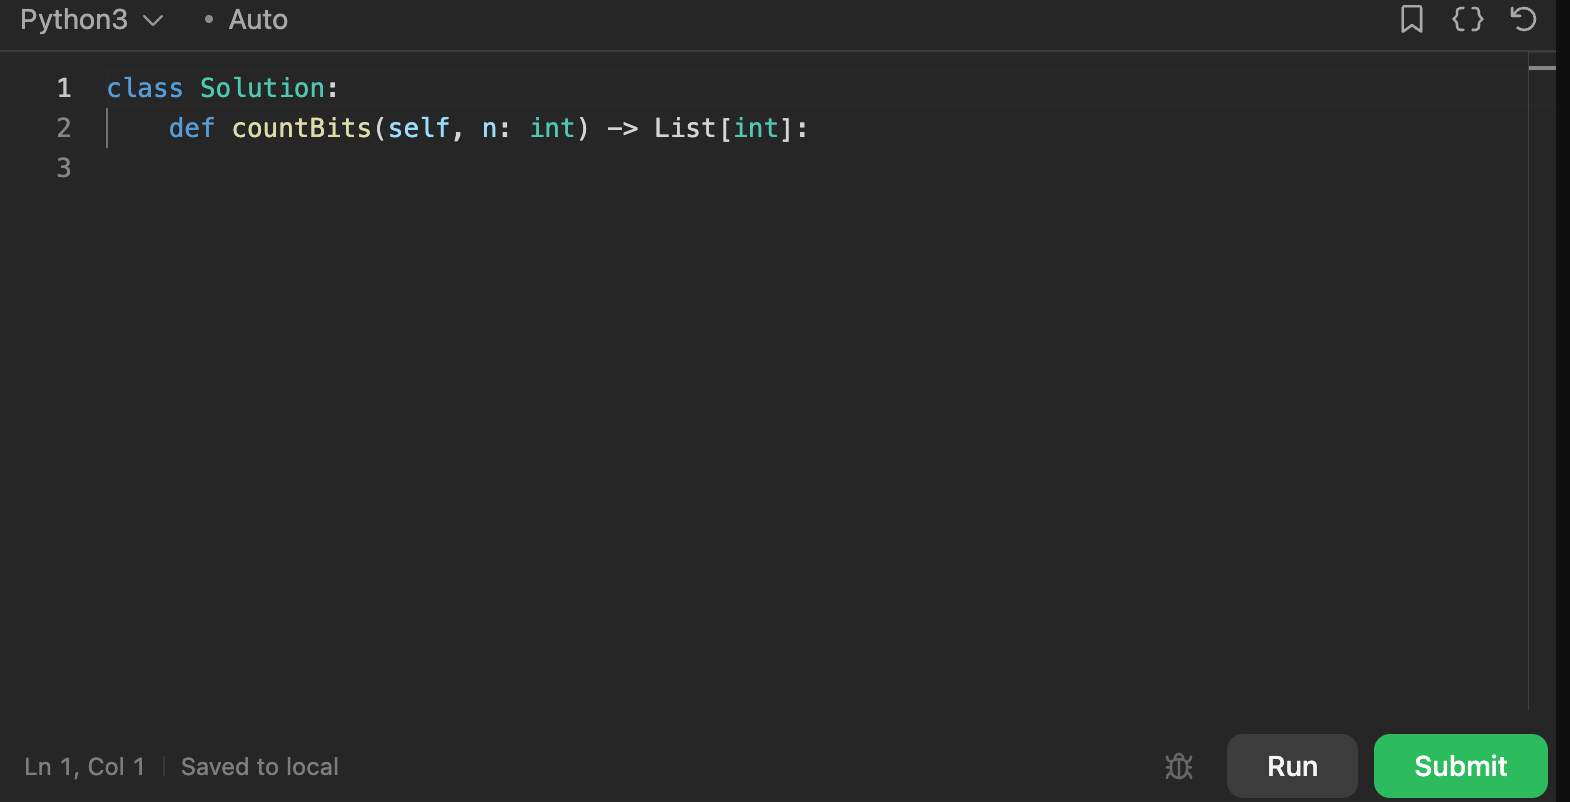 Python3 • Auto
1 class Solution:
2     def countBits(self, n: int) -> List[int]:
3
Ln 1, Col 1 | Saved to local
Run
Submit